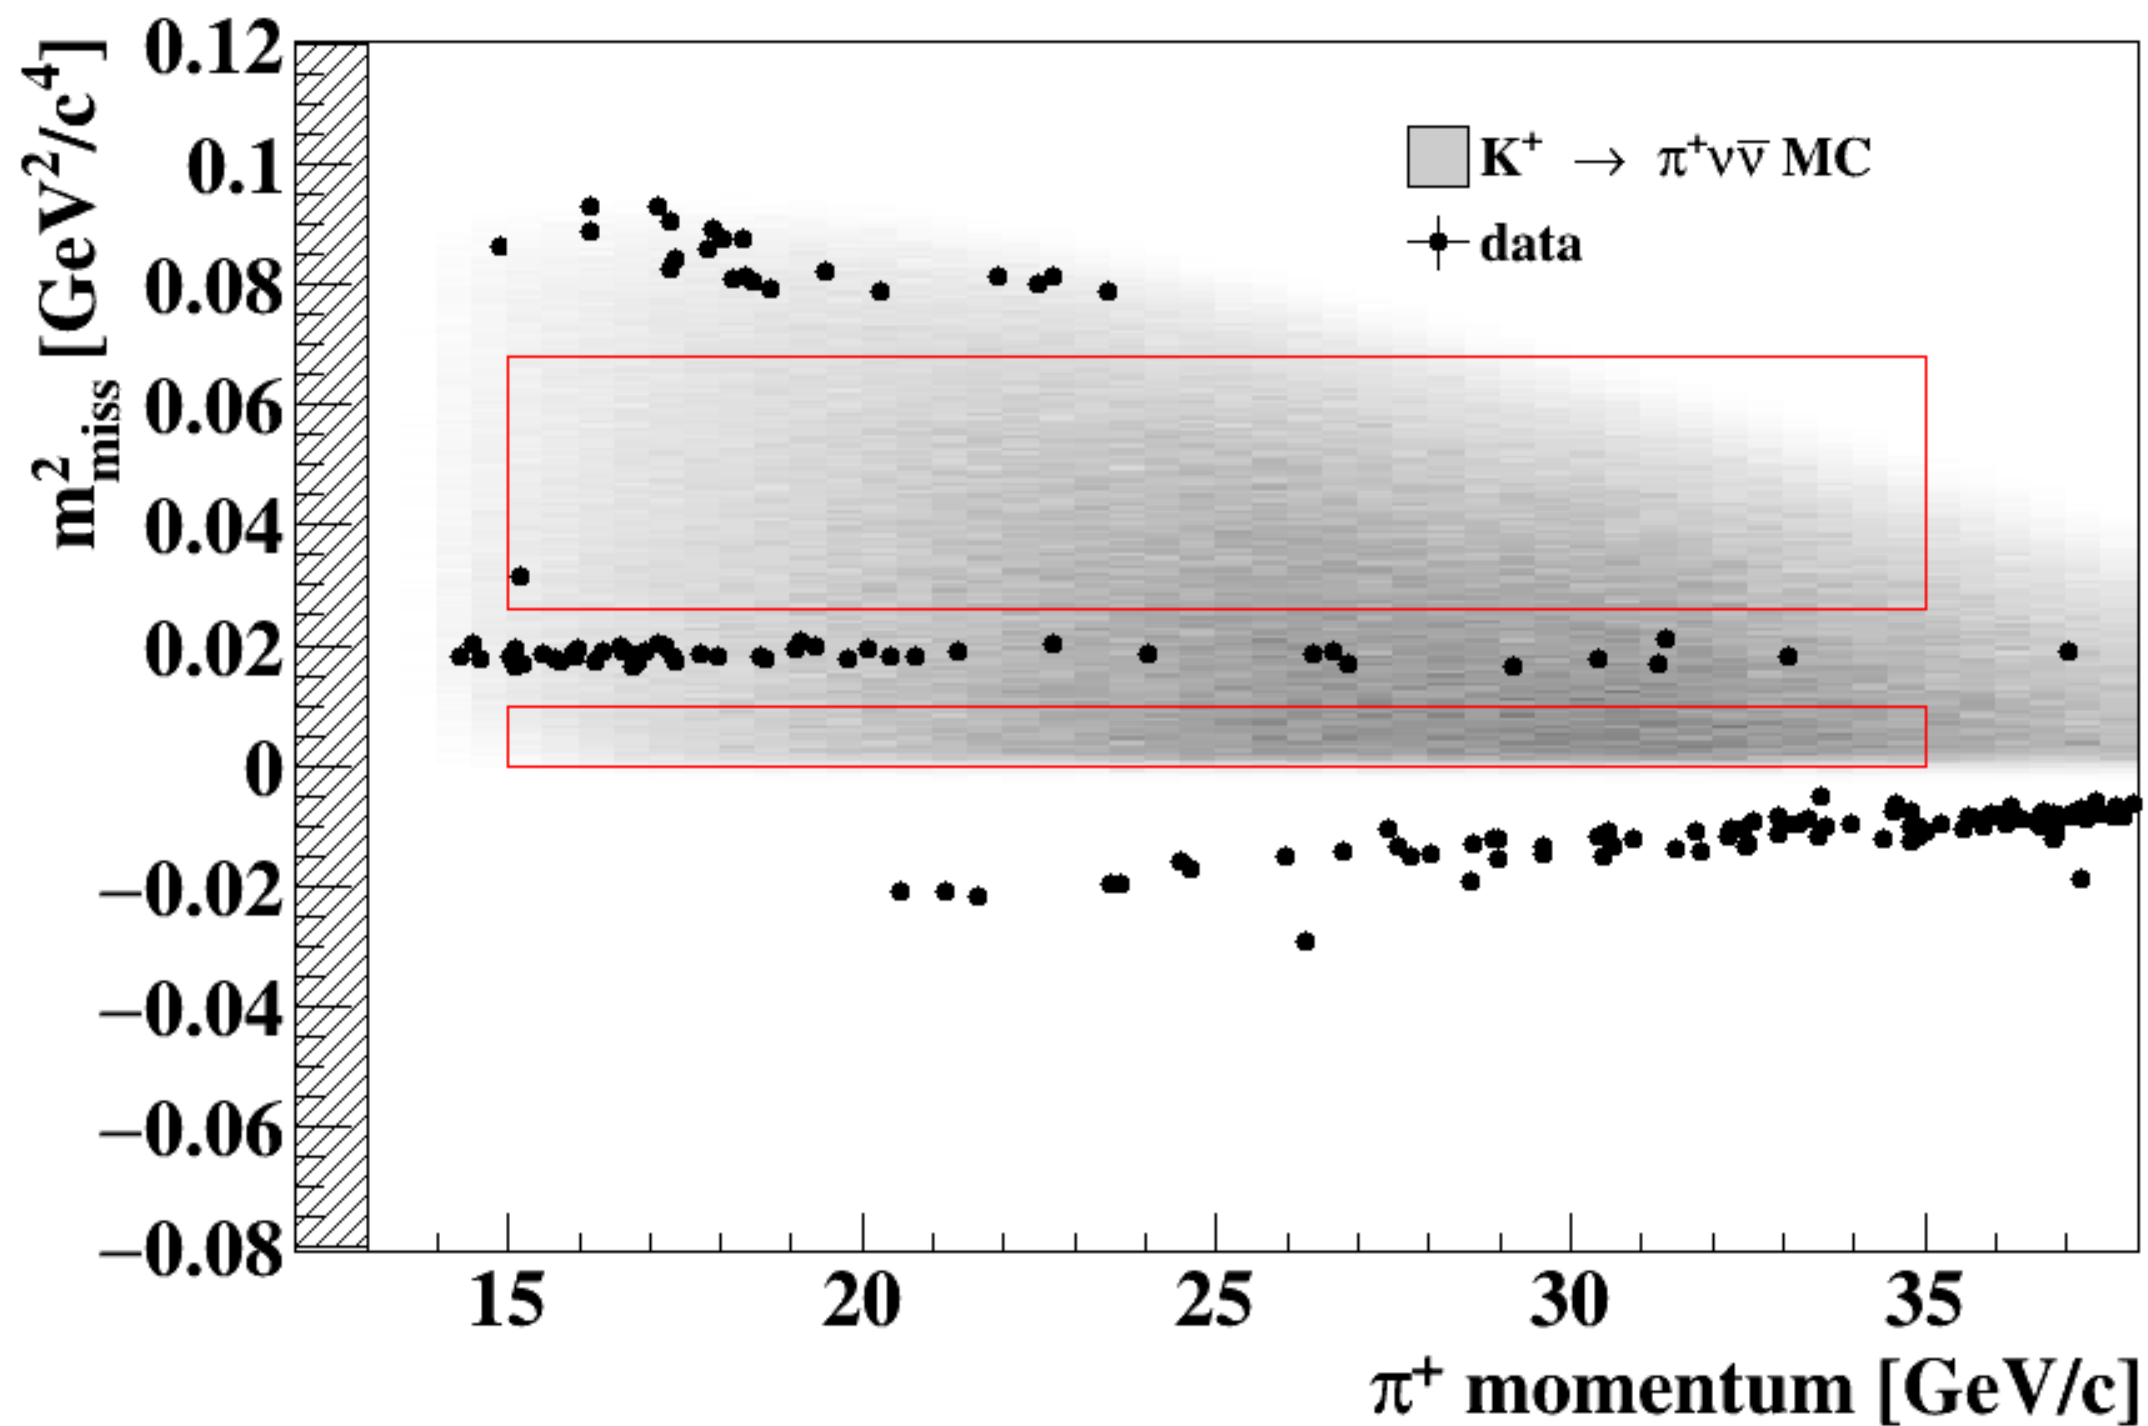 m²miss [GeV²/c⁴]
0.12
0.1
0.08
0.06
0.04
0.02
0
−0.02
−0.04
−0.06
−0.08
K⁺ → π⁺νν̅ MC
data
15 20 25 30 35
π⁺ momentum [GeV/c]